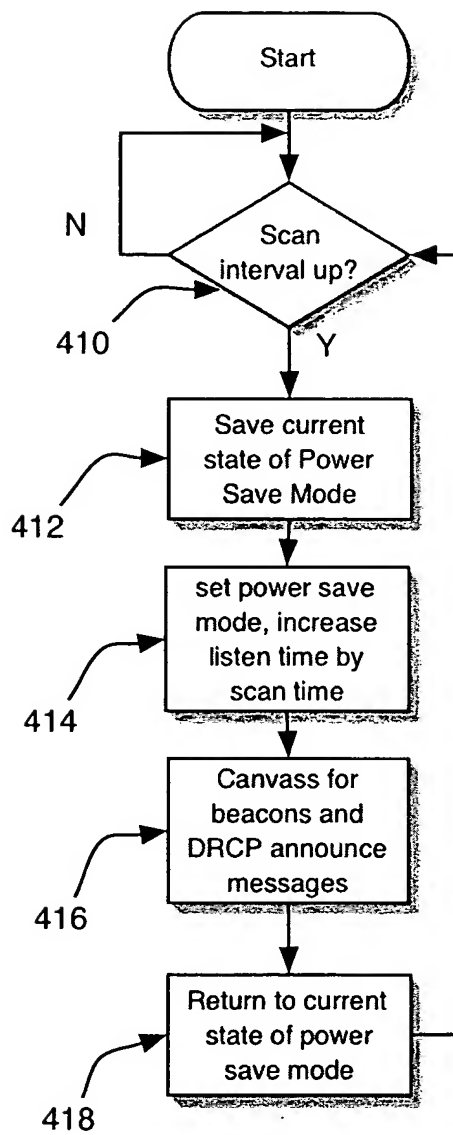 Start
N
Scan
interval up?
410
Y
Save current
state of Power
Save Mode
412
set power save
mode, increase
listen time by
scan time
414
Canvass for
beacons and
DRCP announce
messages
416
Return to current
state of power
save mode
418